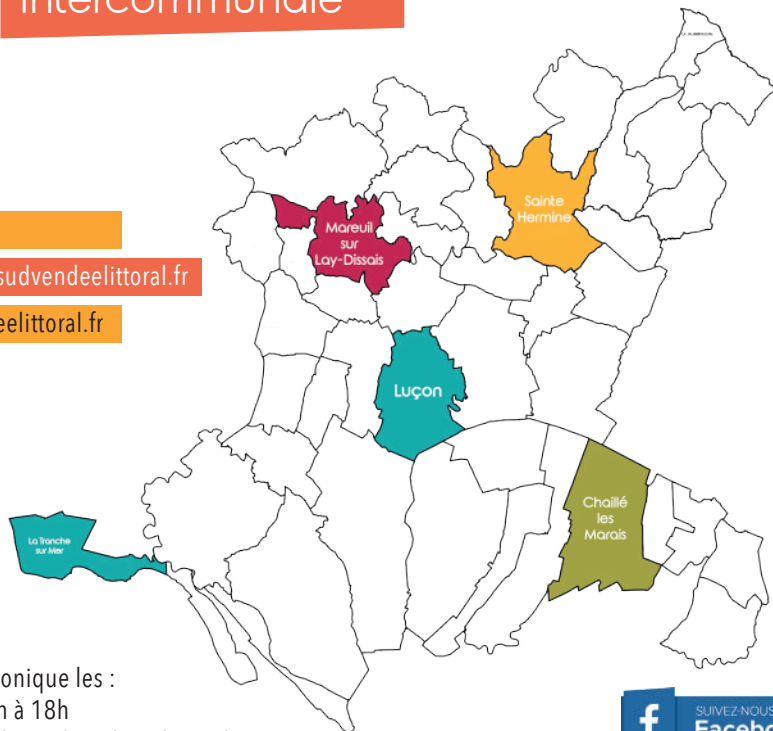 intercommunale
sudvendeelittoral.fr
eelittoral.fr
Sainte
Hermine
Mareuil
sur
Lay-Dissais
Luçon
Chaillé
les
Marais
La Tranche
sur Mer
onique les :
à 18h
f
SUIVEZ-NOUS